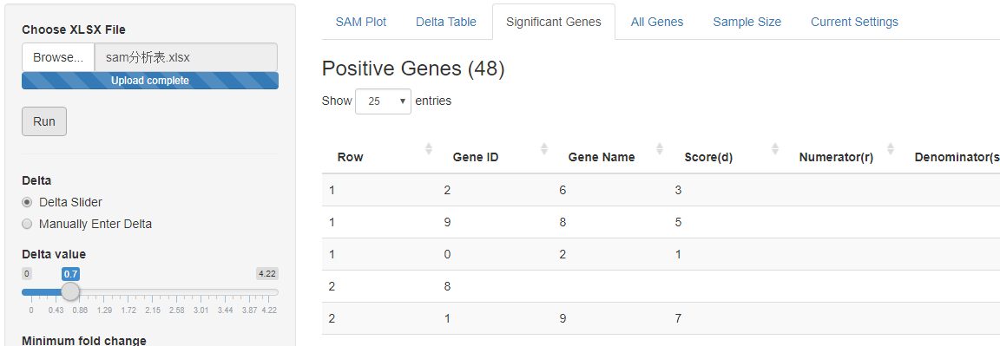 Choose XLSX File
Browse... sam分析表.xlsx
Upload complete
Run
Delta
Delta Slider
Manually Enter Delta
Delta value
0 0.7 4.22
0 0.43 0.86 1.29 1.72 2.15 2.58 3.01 3.44 3.87 4.22
Minimum fold change
SAM Plot Delta Table Significant Genes All Genes Sample Size Current Settings
Positive Genes (48)
Show 25 entries
Row Gene ID Gene Name Score(d) Numerator(r) Denominator(s
1 2 6 3
1 9 8 5
1 0 2 1
2 8
2 1 9 7